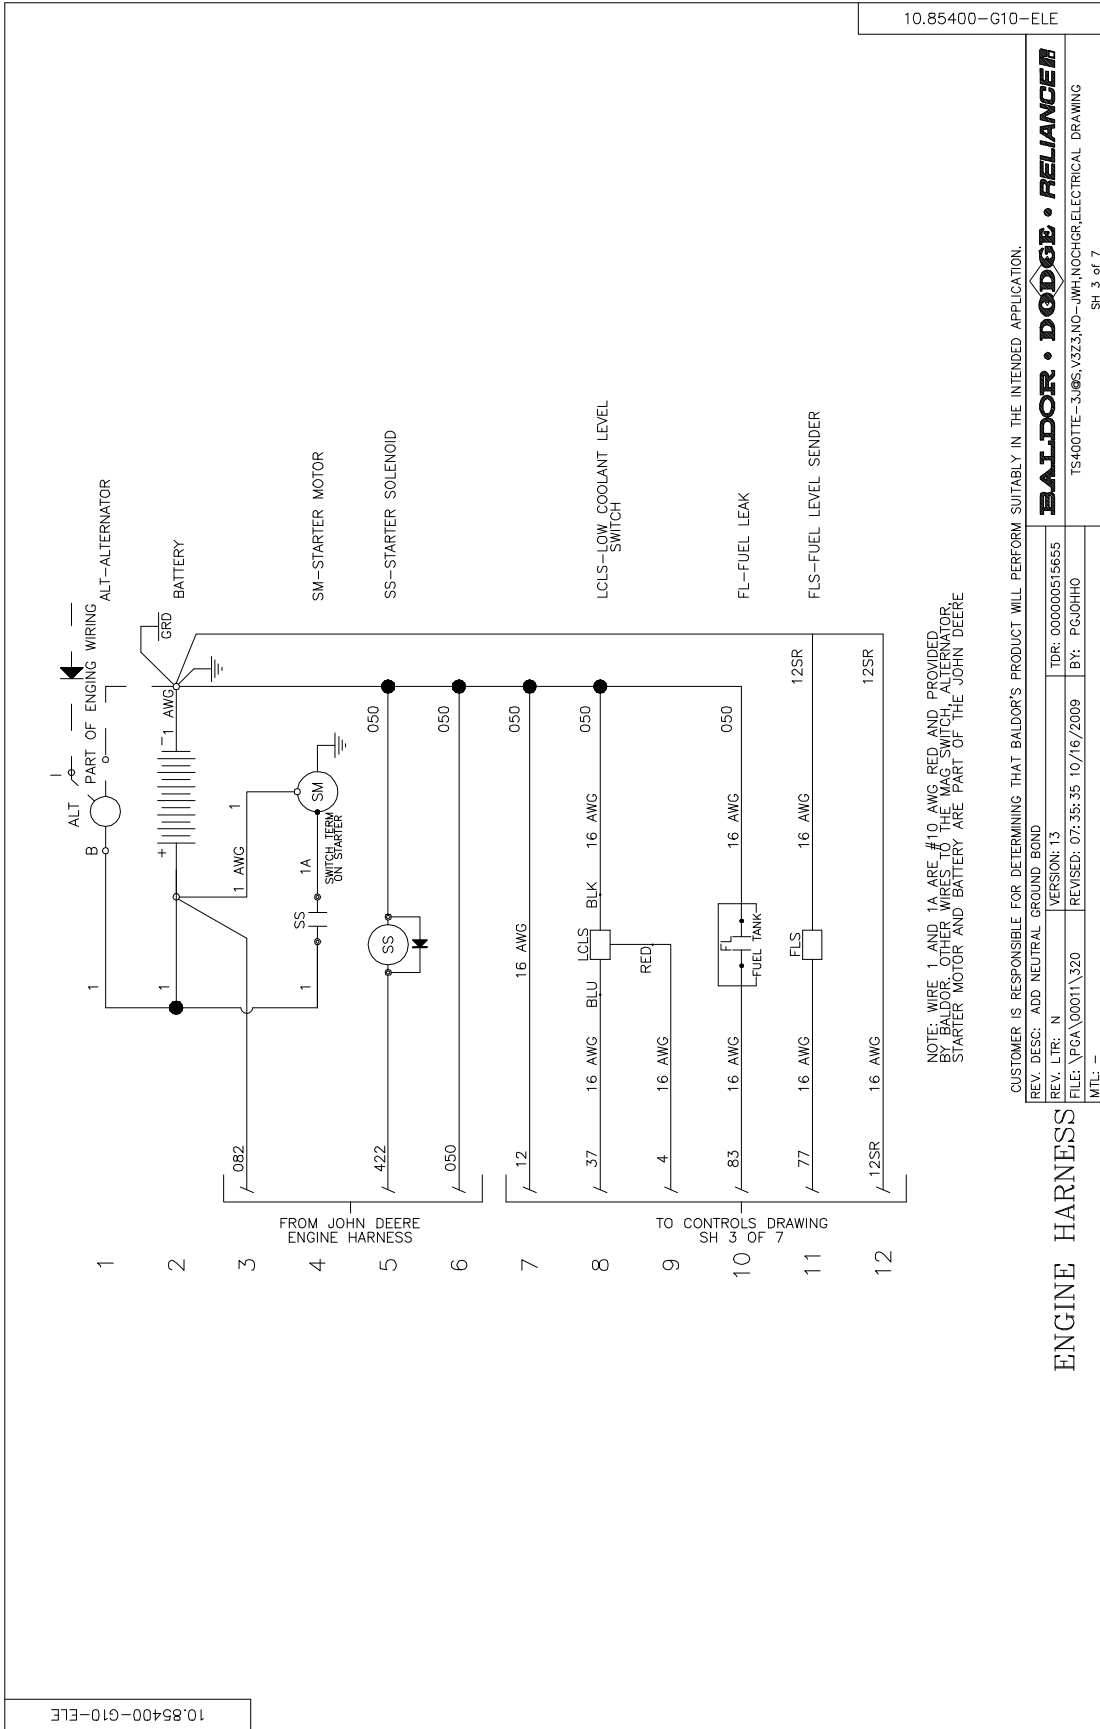 10.85400-G10-ELE
I
ALT
PART OF ENGING WIRING
ALT-ALTERNATOR
1
B
1
1
+
-
1 AWG
GRD
BATTERY
2
082
1 AWG
1
3
1
SS
1A
SWITCH TERM
ON STARTER
SM
SM-STARTER MOTOR
4
422
SS
050
SS-STARTER SOLENOID
5
050
050
6
FROM JOHN DEERE
ENGINE HARNESS
12
16 AWG
050
7
37
16 AWG
BLU
LCLS
BLK
16 AWG
050
LCLS-LOW COOLANT LEVEL
SWITCH
8
4
16 AWG
RED
9
83
16 AWG
FL
FUEL TANK
16 AWG
050
FL-FUEL LEAK
10
77
16 AWG
FLS
16 AWG
12SR
FLS-FUEL LEVEL SENDER
11
12SR
16 AWG
12SR
12
TO CONTROLS DRAWING
SH 3 OF 7
NOTE: WIRE 1 AND 1A ARE #10 AWG RED AND PROVIDED
BY BALDOR. OTHER WIRES TO THE MAG SWITCH, ALTERNATOR,
STARTER MOTOR AND BATTERY ARE PART OF THE JOHN DEERE
CUSTOMER IS RESPONSIBLE FOR DETERMINING THAT BALDOR'S PRODUCT WILL PERFORM SUITABLY IN THE INTENDED APPLICATION.
ENGINE HARNESS
REV. DESC: ADD NEUTRAL GROUND BOND
REV. LTR: N
VERSION: 13
TDR: 000000515655
FILE: \PGA\00011\320
REVISED: 07:35:35 10/16/2009
BY: PGJOHHO
MTL: -
BALDOR • DODGE • RELIANCE
TS400TTE-3J@S,V3Z3,NO-JWH,NOCHGR,ELECTRICAL DRAWING
SH 3 of 7
10.85400-G10-ELE